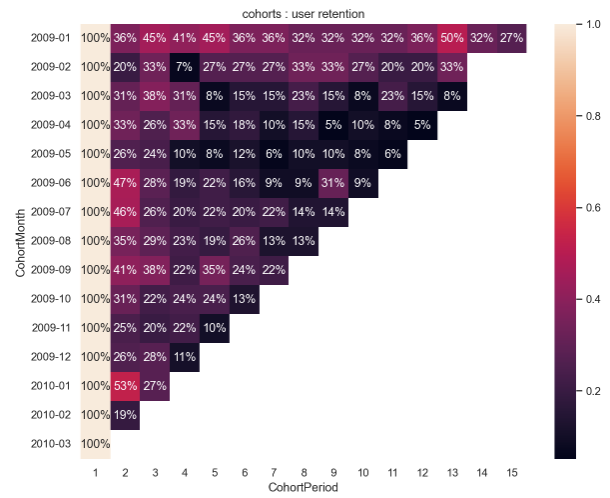 cohorts : user retention
2009-01 100% 36% 45% 41% 45% 36% 36% 32% 32% 32% 32% 36% 50% 32% 27%
2009-02 100% 20% 33% 7% 27% 27% 27% 33% 33% 27% 20% 20% 33%
2009-03 100% 31% 38% 31% 8% 15% 15% 23% 15% 8% 23% 15% 8%
2009-04 100% 33% 26% 33% 15% 18% 10% 15% 5% 10% 8% 5%
2009-05 100% 26% 24% 10% 8% 12% 6% 10% 10% 8% 6%
2009-06 100% 47% 28% 19% 22% 16% 9% 9% 31% 9%
2009-07 100% 46% 26% 20% 22% 20% 22% 14% 14%
2009-08 100% 35% 29% 23% 19% 26% 13% 13%
2009-09 100% 41% 38% 22% 35% 24% 22%
2009-10 100% 31% 22% 24% 24% 13%
2009-11 100% 25% 20% 22% 10%
2009-12 100% 26% 28% 11%
2010-01 100% 53% 27%
2010-02 100% 19%
2010-03 100%
1 2 3 4 5 6 7 8 9 10 11 12 13 14 15
CohortPeriod
CohortMonth
1.0
0.8
0.6
0.4
0.2